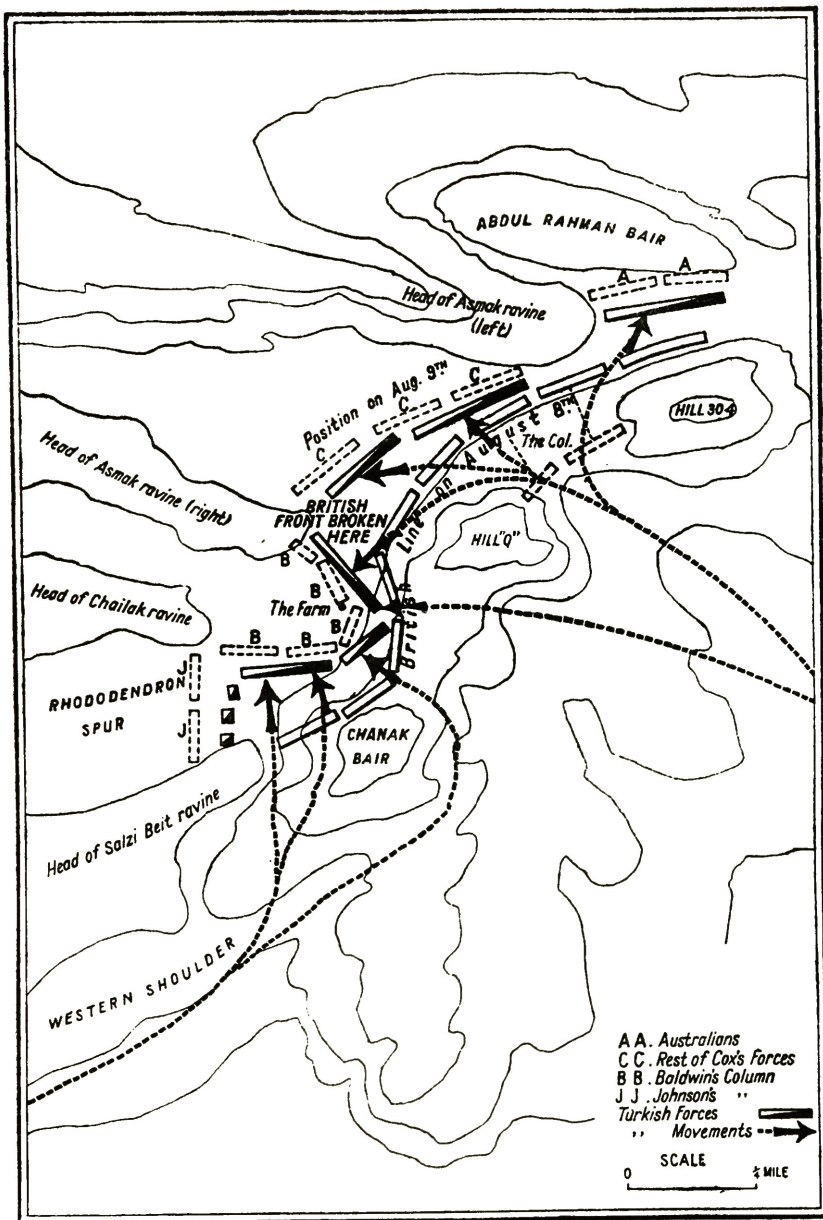 ABDUL RAHMAN BAIR
A
A
Head of Asmak ravine
(left)
Position on Aug. 9TH
C
C
C
HILL 304
British Line on August 8TH
The Col.
Head of Asmak ravine (right)
BRITISH
FRONT BROKEN
HERE
HILL "Q"
B
B
Head of Chailak ravine
The Farm
B
B
B
J
RHODODENDRON
SPUR
J
CHANAK
BAIR
Head of Salzi Beit ravine
WESTERN SHOULDER
A A. Australians
C C. Rest of Cox's Forces
B B. Baldwin's Column
J J. Johnson's ,,
Turkish Forces
,, Movements
SCALE
0 ¼ MILE